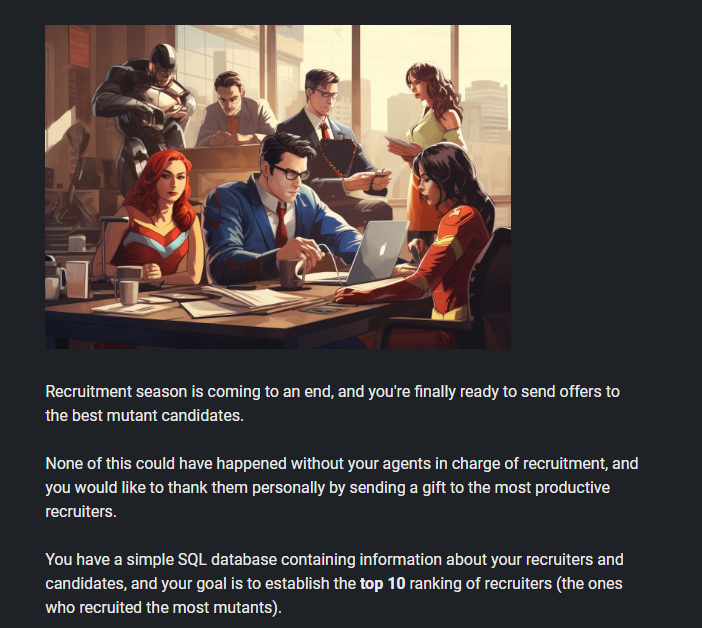 Recruitment season is coming to an end, and you're finally ready to send offers to
the best mutant candidates.
None of this could have happened without your agents in charge of recruitment, and
you would like to thank them personally by sending a gift to the most productive
recruiters.
You have a simple SQL database containing information about your recruiters and
candidates, and your goal is to establish the top 10 ranking of recruiters (the ones
who recruited the most mutants).